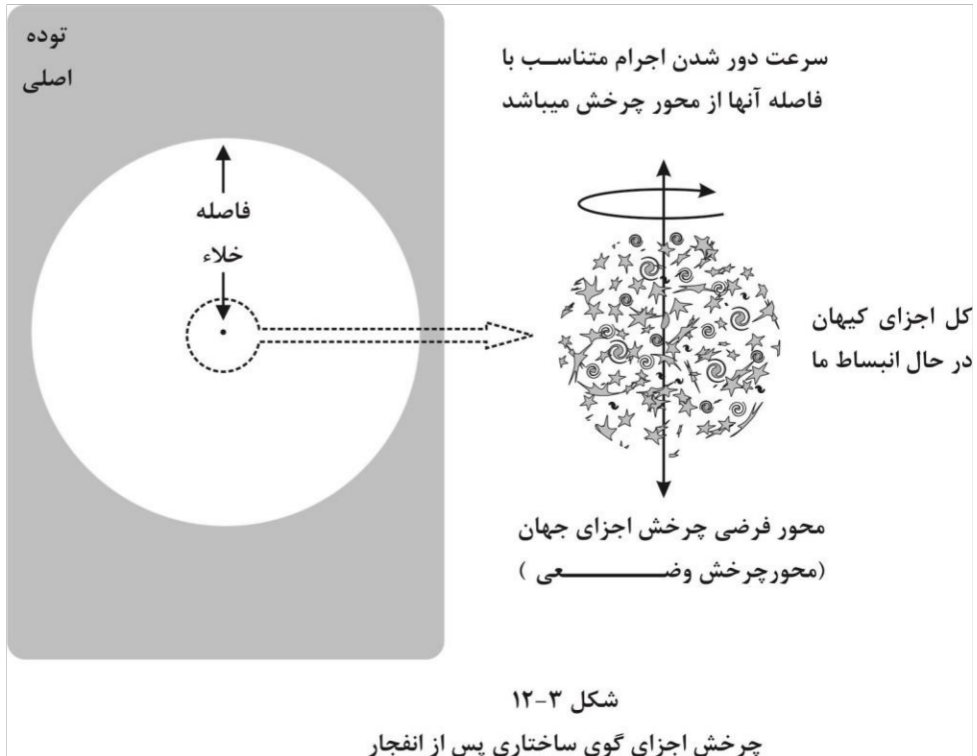 توده
اصلی
سرعت دور شدن اجرام متناسب با
فاصله آنها از محور چرخش میباشد
فاصله
خلاء
کل اجزای کیهان
در حال انبساط ما
محور فرضی چرخش اجزای جهان
(محورچرخش وضـــــــــعی )
شکل ۳-۱۲
چرخش اجزای گوی ساختاری پس از انفجار